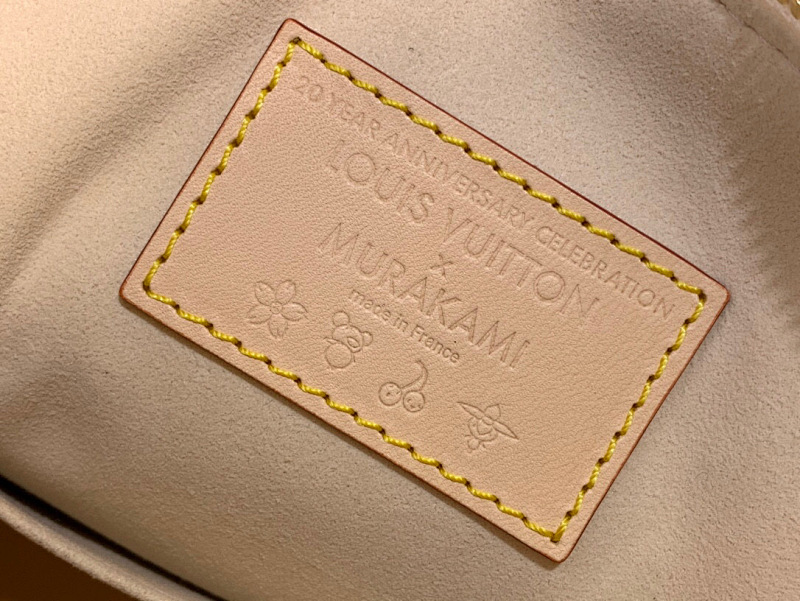 20 YEAR ANNIVERSARY CELEBRATION
LOUIS VUITTON
×
MURAKAMI
made in France